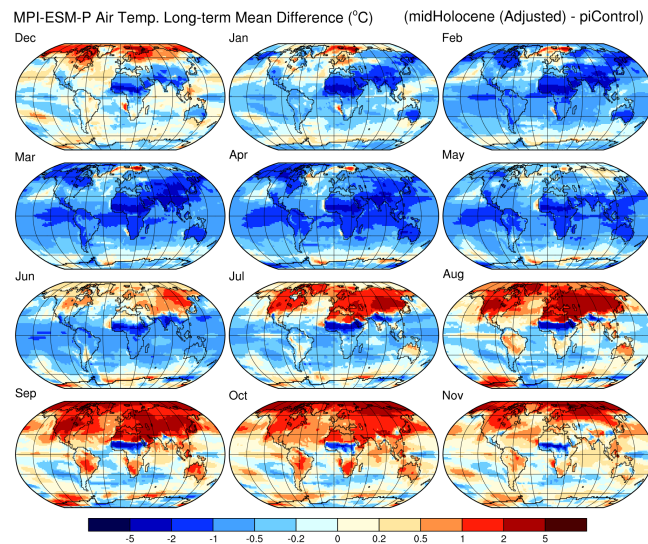 MPI-ESM-P Air Temp. Long-term Mean Difference (°C) (midHolocene (Adjusted) - piControl)
Dec Jan Feb
Mar Apr May
Jun Jul Aug
Sep Oct Nov
-5 -2 -1 -0.5 -0.2 0 0.2 0.5 1 2 5